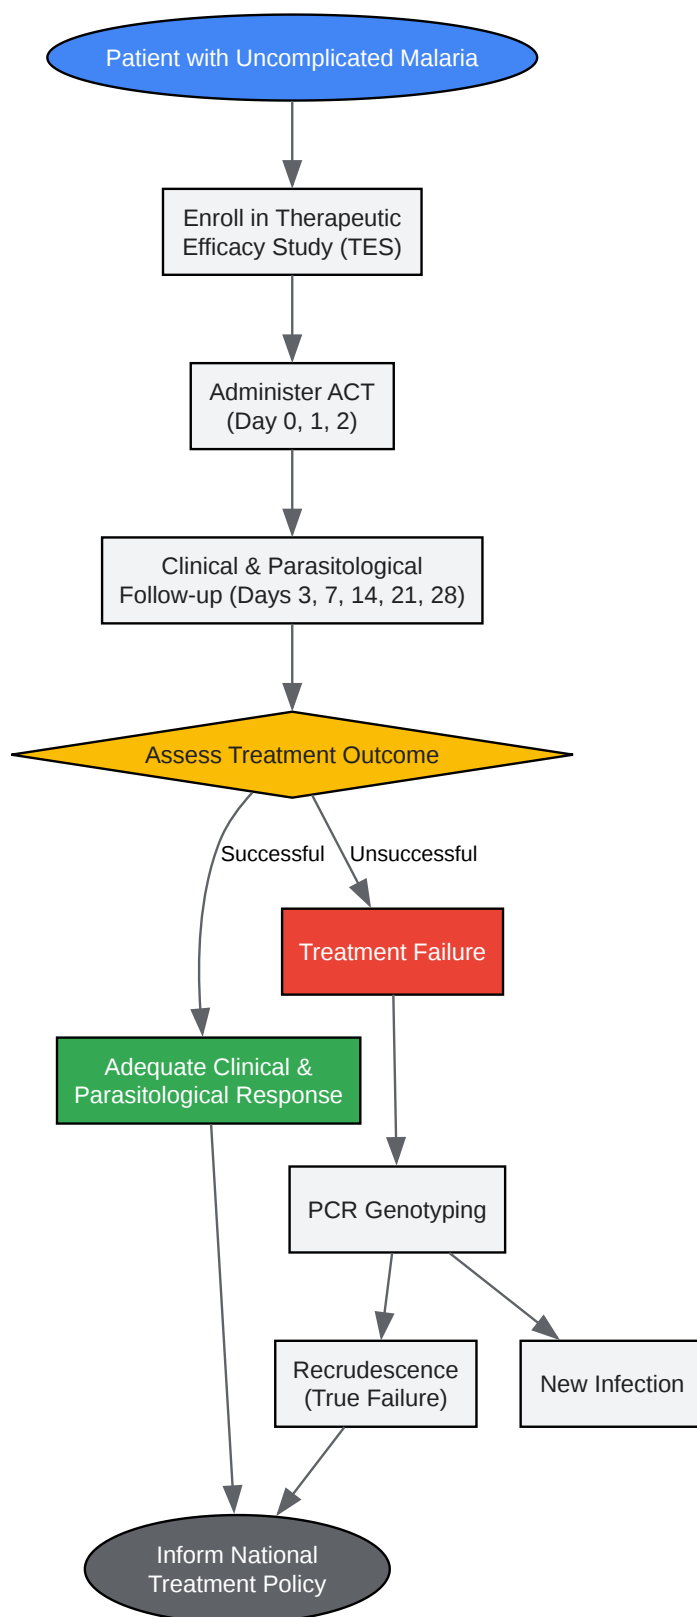 Patient with Uncomplicated Malaria
Enroll in Therapeutic
Efficacy Study (TES)
Administer ACT
(Day 0, 1, 2)
Clinical & Parasitological
Follow-up (Days 3, 7, 14, 21, 28)
Assess Treatment Outcome
Successful
Unsuccessful
Treatment Failure
Adequate Clinical &
Parasitological Response
PCR Genotyping
Recrudescence
(True Failure)
New Infection
Inform National
Treatment Policy